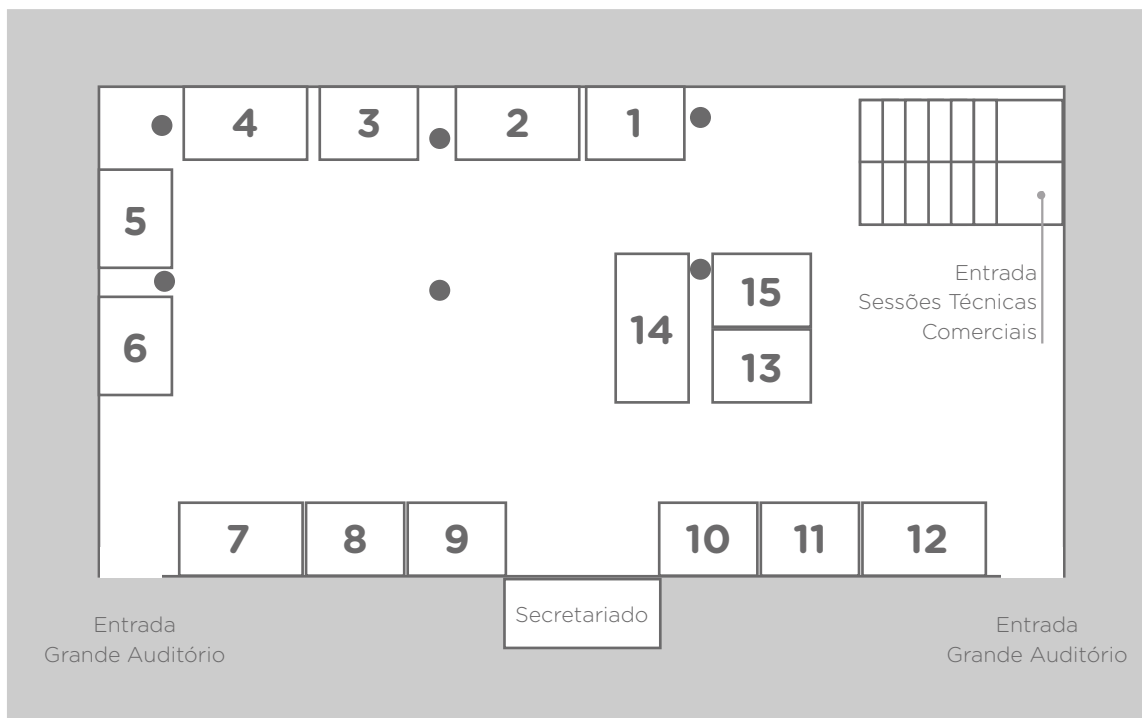 4 3 2 1
5
15
Entrada
Sessões Técnicas
Comerciais
14
6
13
7 8 9 10 11 12
Secretariado
Entrada
Grande Auditório
Entrada
Grande Auditório